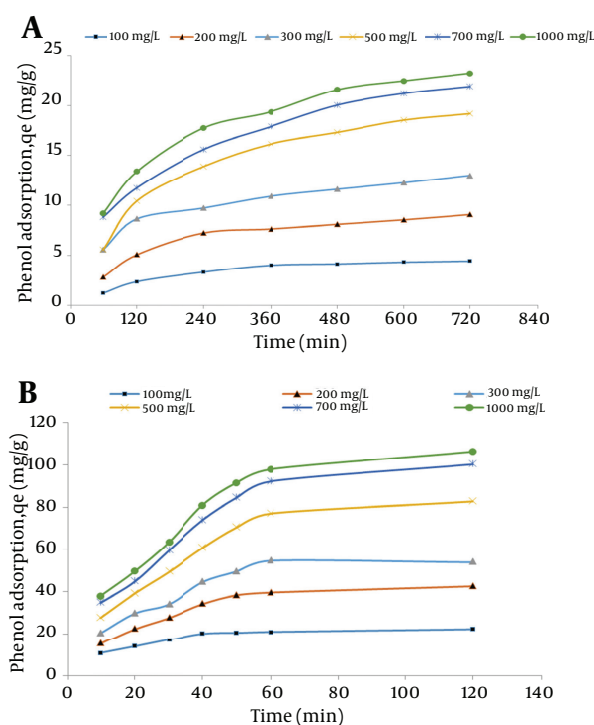 A
100 mg/L 200 mg/L 300 mg/L 500 mg/L 700 mg/L 1000 mg/L
25
20
15
10
5
0
Phenol adsorption,qe (mg/g)
0 120 240 360 480 600 720 840
Time (min)
B
100mg/L 200 mg/L 300 mg/L
500 mg/L 700 mg/L 1000 mg/L
120
100
80
60
40
20
0
Phenol adsorption,qe (mg/g)
0 20 40 60 80 100 120 140
Time (min)